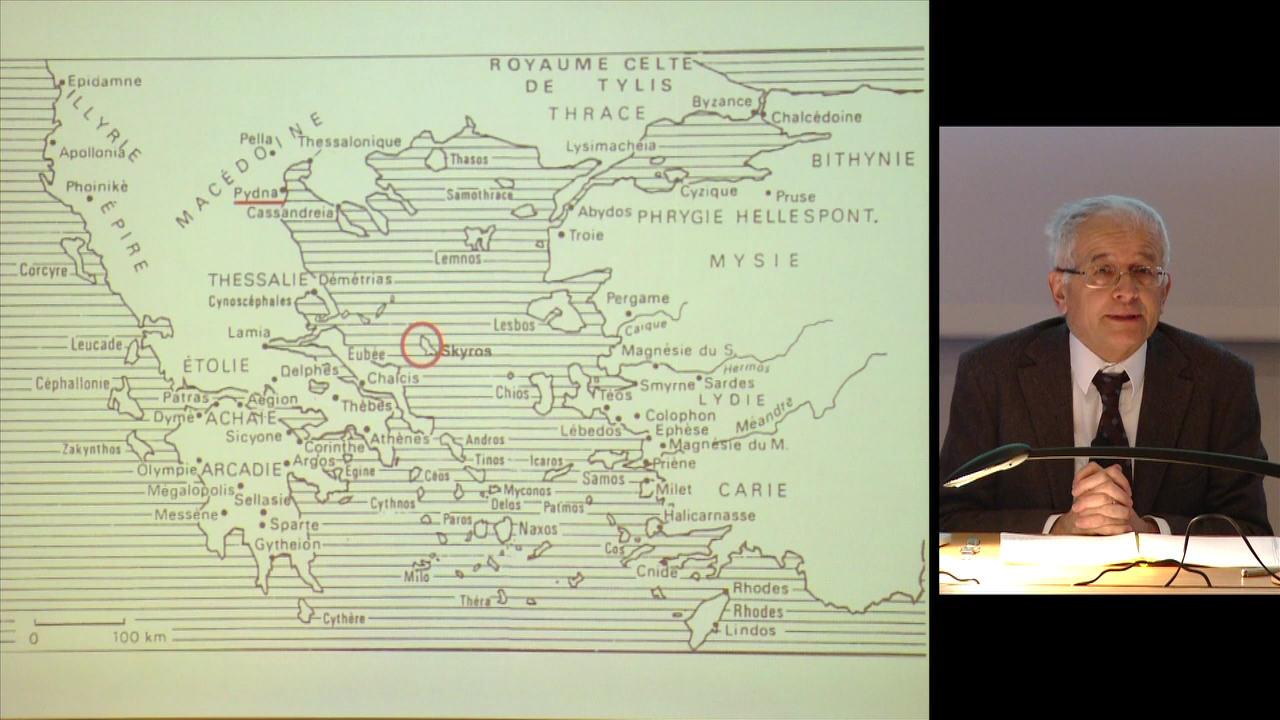 ROYAUME CELTE
DE TYLIS
THRACE
Epidamne
ILLYRIE
Byzance
Chalcédoine
Pella
Thessalonique
MACÉDOINE
Lysimacheia
Apollonia
Thasos
BITHYNIE
Phoinikè
Pydna
Samothrace
Cyzique
Pruse
ÉPIRE
Cassandreia
Abydos
PHRYGIE HELLESPONT.
Troie
Lemnos
MYSIE
Corcyre
THESSALIE
Démétrias
Cynoscéphales
Pergame
Lesbos
Caïque
Lamia
Leucade
Eubée
Skyros
Magnésie du S.
Hermos
ÉTOLIE
Delphes
Chalcis
Céphallonie
Chios
Téos
Smyrne
Sardes
LYDIE
Patras
Aegion
Thèbes
Dymè
ACHAIE
Colophon
Méandre
Sicyone
Athènes
Lébedos
Ephèse
Zakynthos
Corinthe
Andros
Magnésie du M.
Olympie
ARCADIE
Argos
Egine
Céos
Tinos
Icaros
Samos
Priène
Mégalopolis
Sellasie
Cythnos
Myconos
Delos
Patmos
Milet
CARIE
Messène
Sparte
Paros
Naxos
Halicarnasse
Gytheion
Cos
Milo
Cnide
Rhodes
Théra
Rhodes
Cythère
Lindos
0 100 km